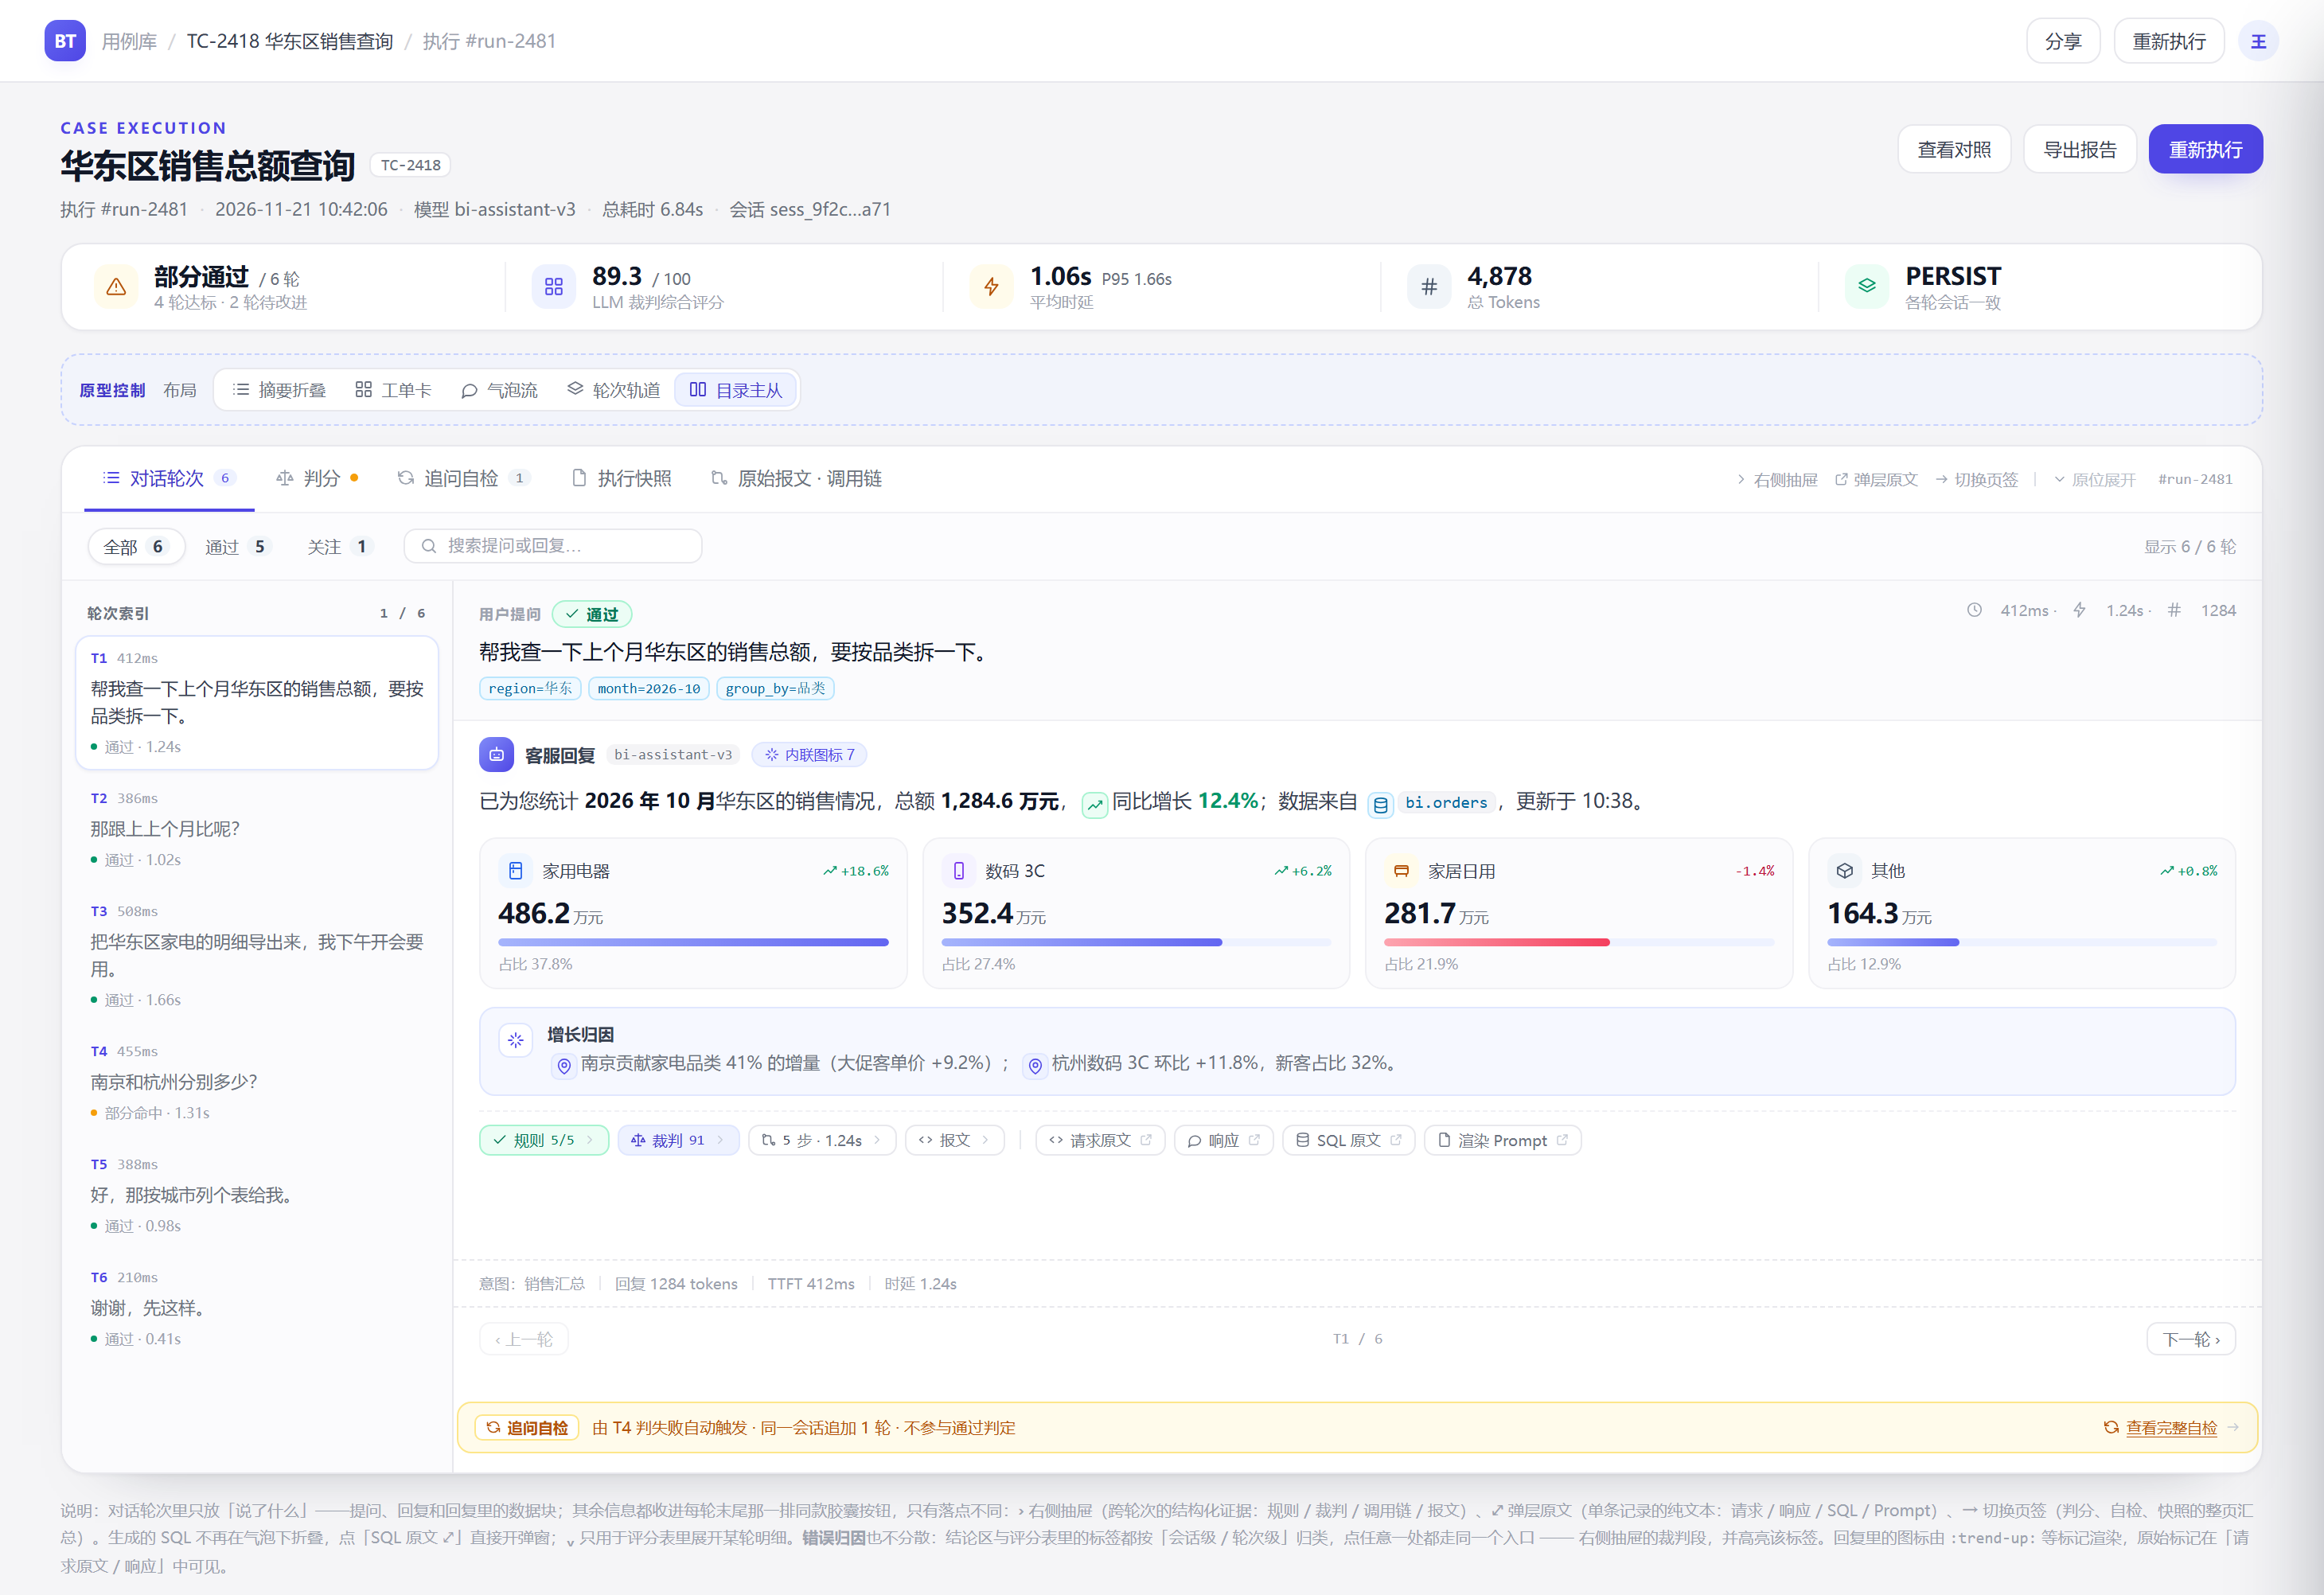 BT 用例库 / TC-2418 华东区销售查询 / 执行 #run-2481 分享 重新执行 王
CASE EXECUTION
华东区销售总额查询 TC-2418 查看对照 导出报告 重新执行
执行 #run-2481 · 2026-11-21 10:42:06 · 模型 bi-assistant-v3 · 总耗时 6.84s · 会话 sess_9f2c…a71
部分通过 / 6 轮 89.3 / 100 1.06s P95 1.66s 4,878 PERSIST
4 轮达标 · 2 轮待改进 LLM 裁判综合评分 平均时延 总 Tokens 各轮会话一致
原型控制 布局 摘要折叠 工单卡 气泡流 轮次轨道 目录主从
对话轮次 6 判分 追问自检 1 执行快照 原始报文 · 调用链 右侧抽屉 弹层原文 切换页签 | 原位展开 #run-2481
全部 6 通过 5 关注 1 搜索提问或回复… 显示 6 / 6 轮
轮次索引 1 / 6
T1 412ms
帮我查一下上个月华东区的销售总额，要按
品类拆一下。
通过 · 1.24s
T2 386ms
那跟上上个月比呢？
通过 · 1.02s
T3 508ms
把华东区家电的明细导出来，我下午开会要
用。
通过 · 1.66s
T4 455ms
南京和杭州分别多少？
部分命中 · 1.31s
T5 388ms
好，那按城市列个表给我。
通过 · 0.98s
T6 210ms
谢谢，先这样。
通过 · 0.41s
用户提问 通过 412ms · 1.24s · # 1284
帮我查一下上个月华东区的销售总额，要按品类拆一下。
region=华东 month=2026-10 group_by=品类
客服回复 bi-assistant-v3 内联图标 7
已为您统计 2026 年 10 月华东区的销售情况，总额 1,284.6 万元， 同比增长 12.4%；数据来自 bi.orders ，更新于 10:38。
家用电器 +18.6% 数码 3C +6.2% 家居日用 -1.4% 其他 +0.8%
486.2 万元 352.4 万元 281.7 万元 164.3 万元
占比 37.8% 占比 27.4% 占比 21.9% 占比 12.9%
增长归因
南京贡献家电品类 41% 的增量（大促客单价 +9.2%）； 杭州数码 3C 环比 +11.8%，新客占比 32%。
规则 5/5 裁判 91 5 步 · 1.24s 报文 | 请求原文 响应 SQL 原文 渲染 Prompt
意图：销售汇总 | 回复 1284 tokens | TTFT 412ms | 时延 1.24s
‹ 上一轮 T1 / 6 下一轮 ›
追问自检 由 T4 判失败自动触发 · 同一会话追加 1 轮 · 不参与通过判定 查看完整自检 →
说明：对话轮次里只放「说了什么」——提问、回复和回复里的数据块；其余信息都收进每轮末尾那一排同款胶囊按钮，只有落点不同：› 右侧抽屉（跨轮次的结构化证据：规则 / 裁判 / 调用链 / 报文）、⤢ 弹层原文（单条记录的纯文本：请求 / 响应 / SQL / Prompt）、→ 切换页签（判分、自检、快照的整页汇
总）。生成的 SQL 不再在气泡下折叠，点「SQL 原文 ⤢」直接开弹窗；⌄ 只用于评分表里展开某轮明细。错误归因也不分散：结论区与评分表里的标签都按「会话级 / 轮次级」归类，点任意一处都走同一个入口 —— 右侧抽屉的裁判段，并高亮该标签。回复里的图标由 :trend-up: 等标记渲染，原始标记在「请
求原文 / 响应」中可见。